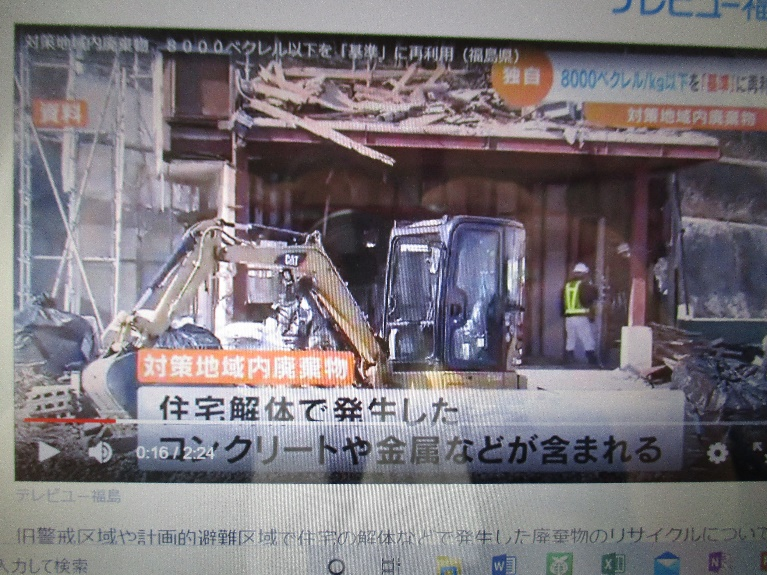 テレビュー福
対策地域内廃棄物、8000ベクレル以下を「基準」に再利用（福島県）
独自
8000ベクレル/kg以下を「基準」に再利
資料
対策地域内廃棄物
CAT
対策地域内廃棄物
住宅解体で発生した
コンクリートや金属などが含まれる
0:16 / 2:24
テレビュー福島
旧警戒区域や計画的避難区域で住宅の解体などで発生した廃棄物のリサイクルについて
入力して検索